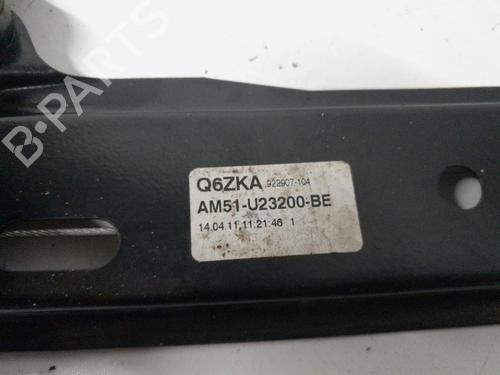 B-PARTS
Q6ZKA 922907-104
AM51-U23200-BE
14.04.11,11:21:46 1